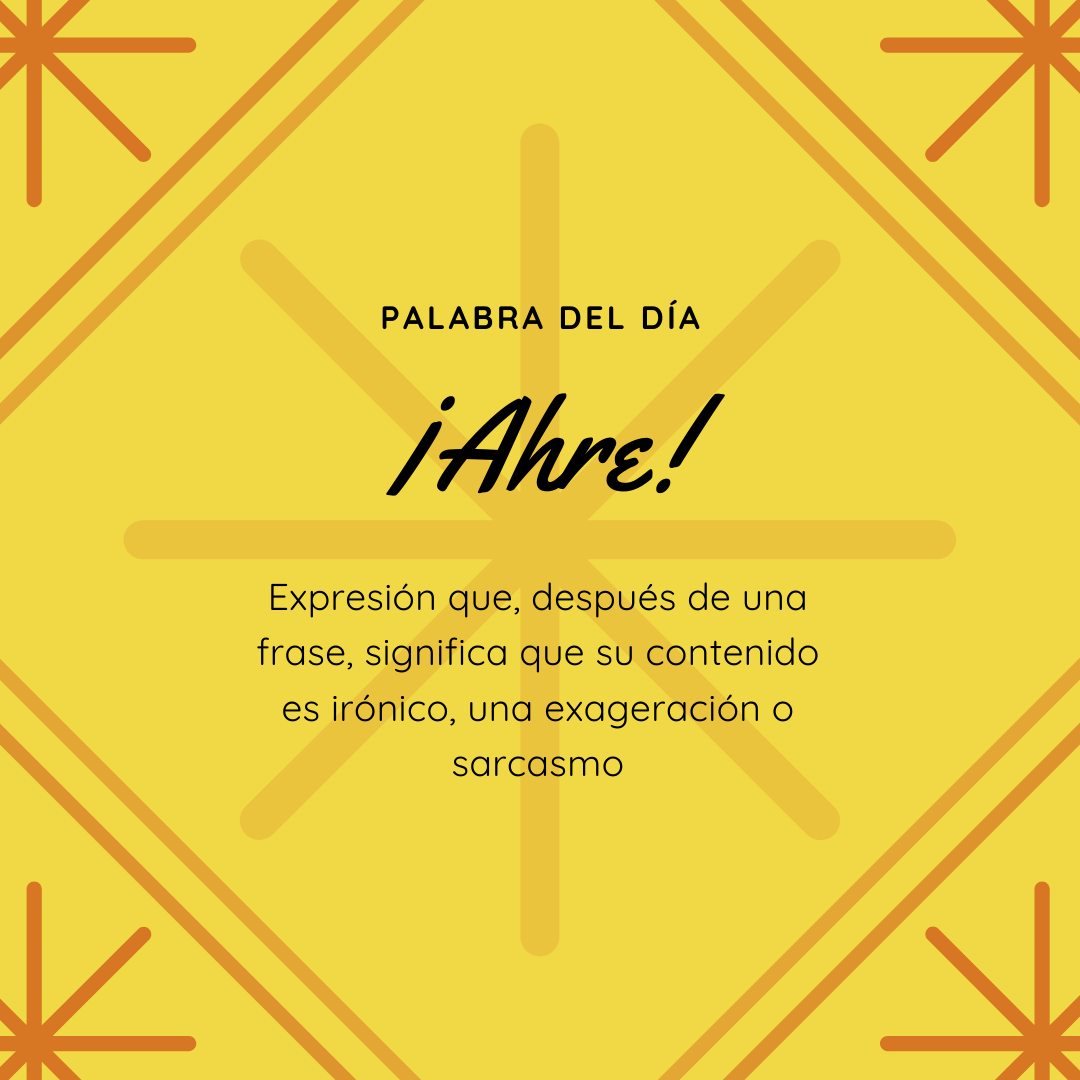 PALABRA DEL DÍA
¡Ahre!
Expresión que, después de una
frase, significa que su contenido
es irónico, una exageración o
sarcasmo